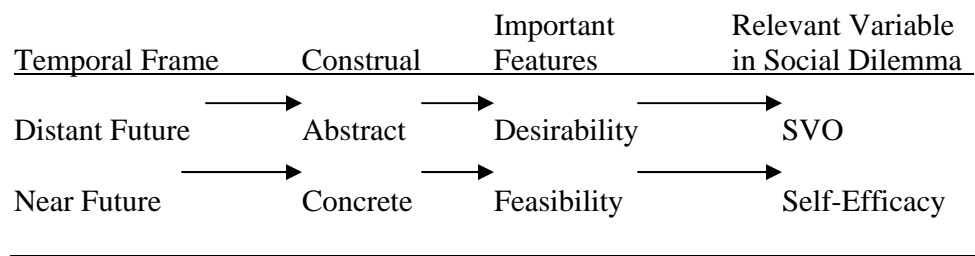 Important Relevant Variable
Temporal Frame Construal Features in Social Dilemma
Distant Future Abstract Desirability SVO
Near Future Concrete Feasibility Self-Efficacy